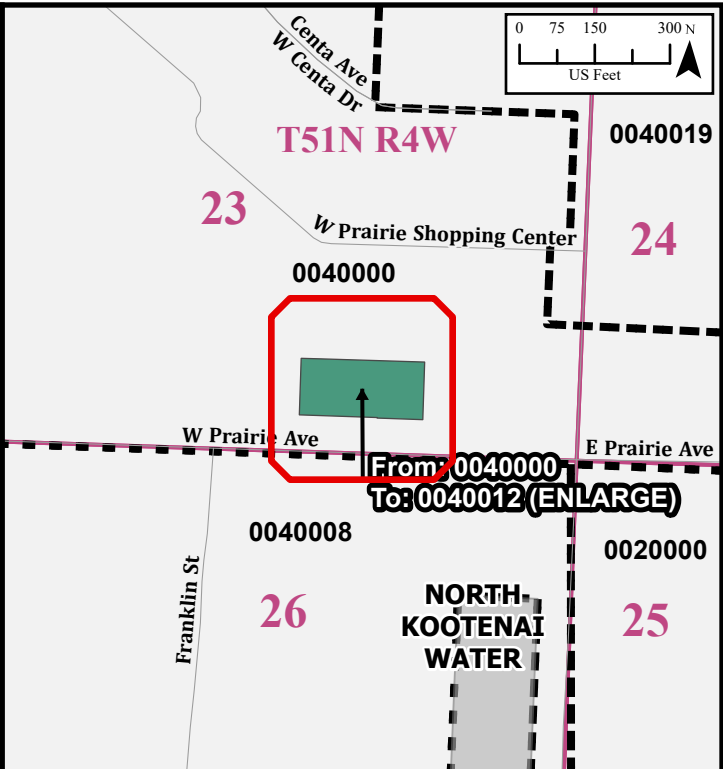 0 75 150 300 N
US Feet
Centa Ave
W Centa Dr
T51N R4W
0040019
23
24
W Prairie Shopping Center
0040000
W Prairie Ave
E Prairie Ave
From: 0040000
To: 0040012 (ENLARGE)
0040008
0020000
Franklin St
26
25
NORTH
KOOTENAI
WATER